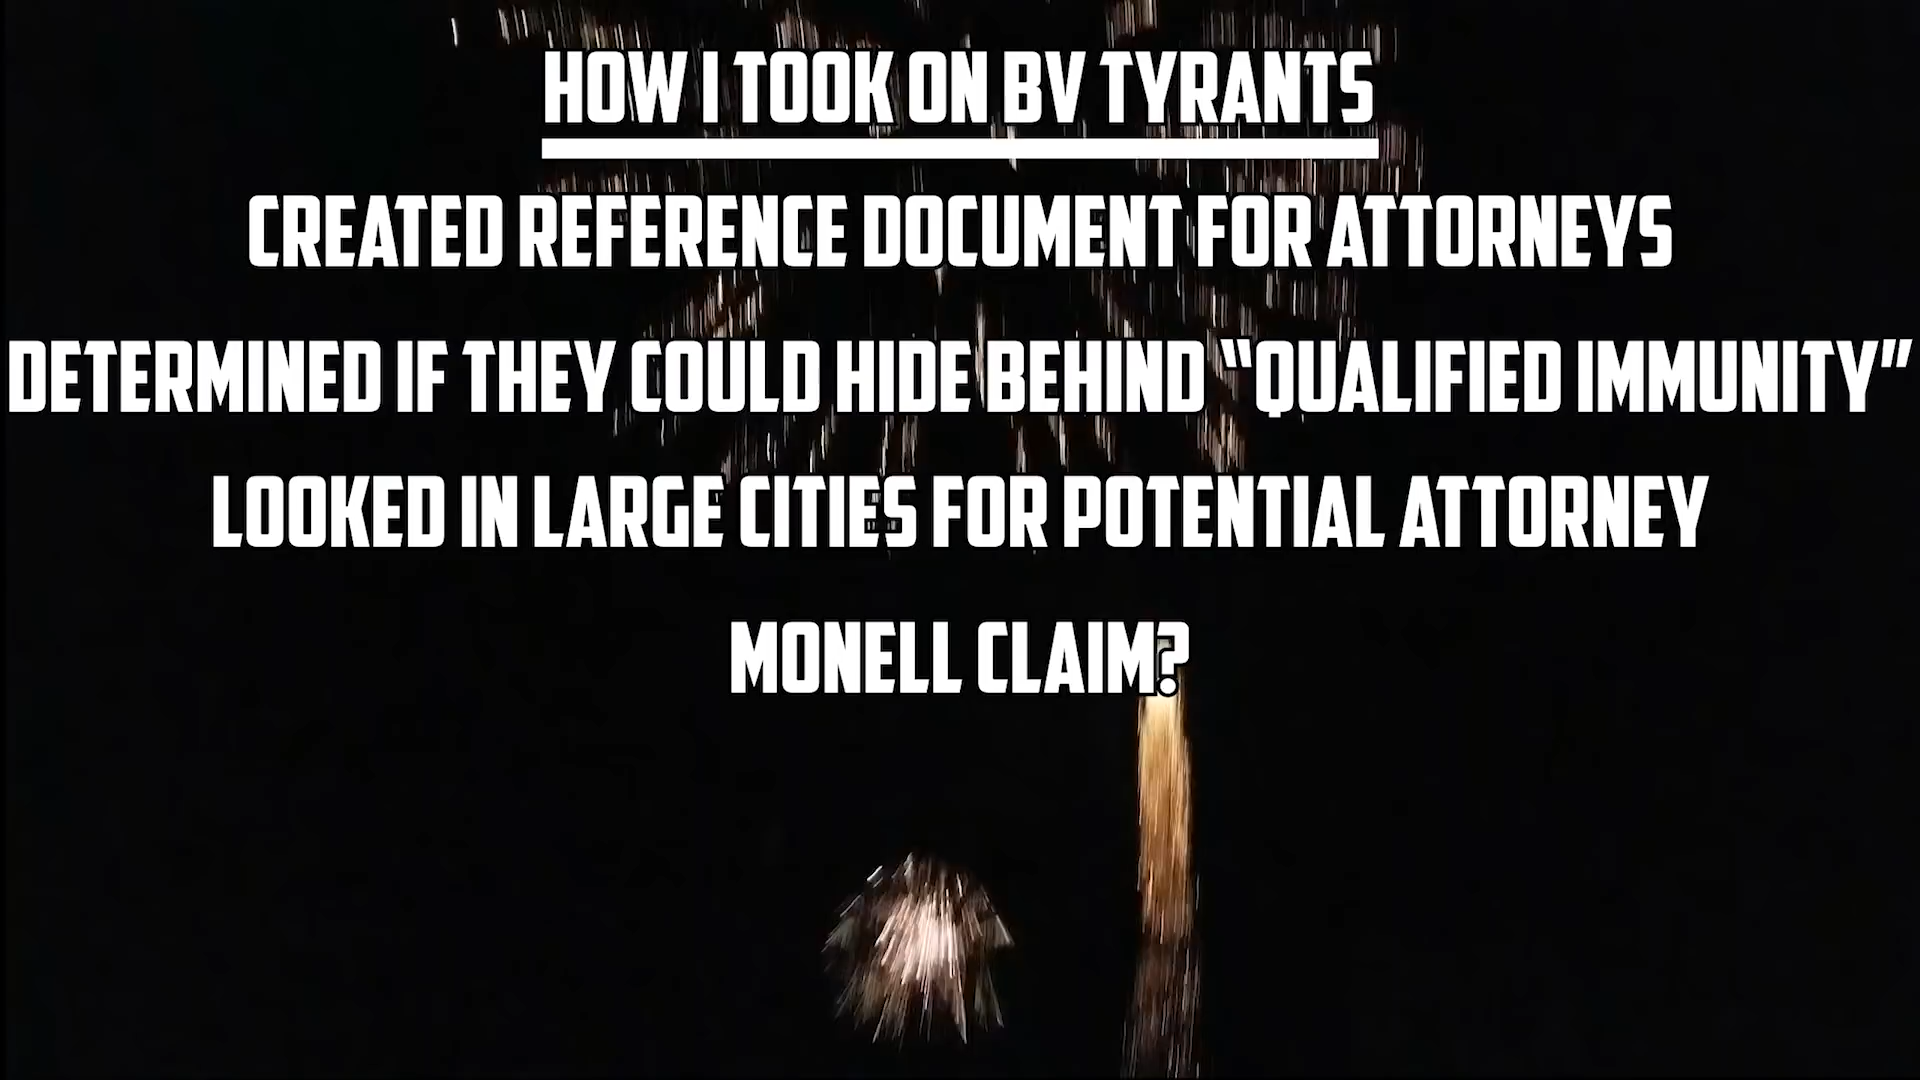 HOW I TOOK ON BV TYRANTS
CREATED REFERENCE DOCUMENT FOR ATTORNEYS
DETERMINED IF THEY COULD HIDE BEHIND “QUALIFIED IMMUNITY”
LOOKED IN LARGE CITIES FOR POTENTIAL ATTORNEY
MONELL CLAIM?